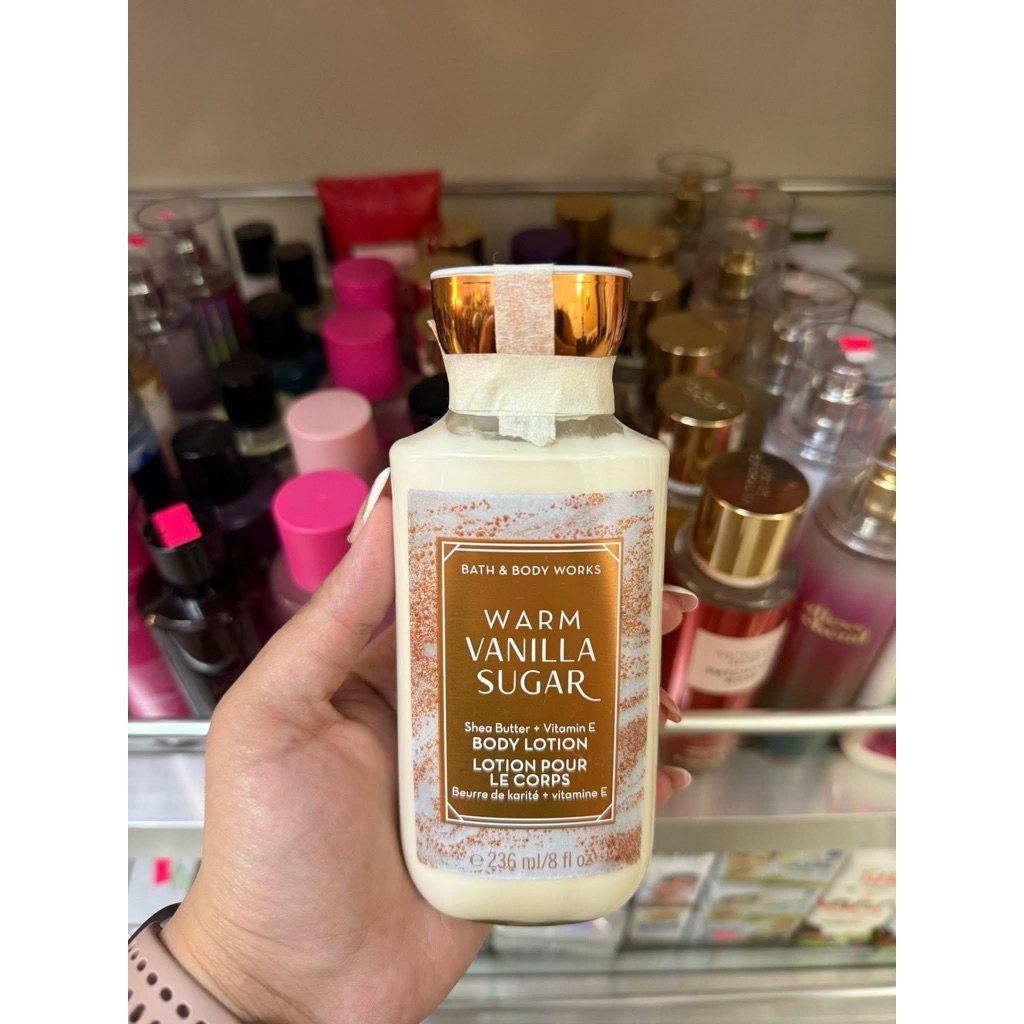 BATH & BODY WORKS
WARM
VANILLA
SUGAR
Shea Butter + Vitamin E
BODY LOTION
LOTION POUR
LE CORPS
Beurre de karité + vitamine E
℮ 236 ml/8 fl oz